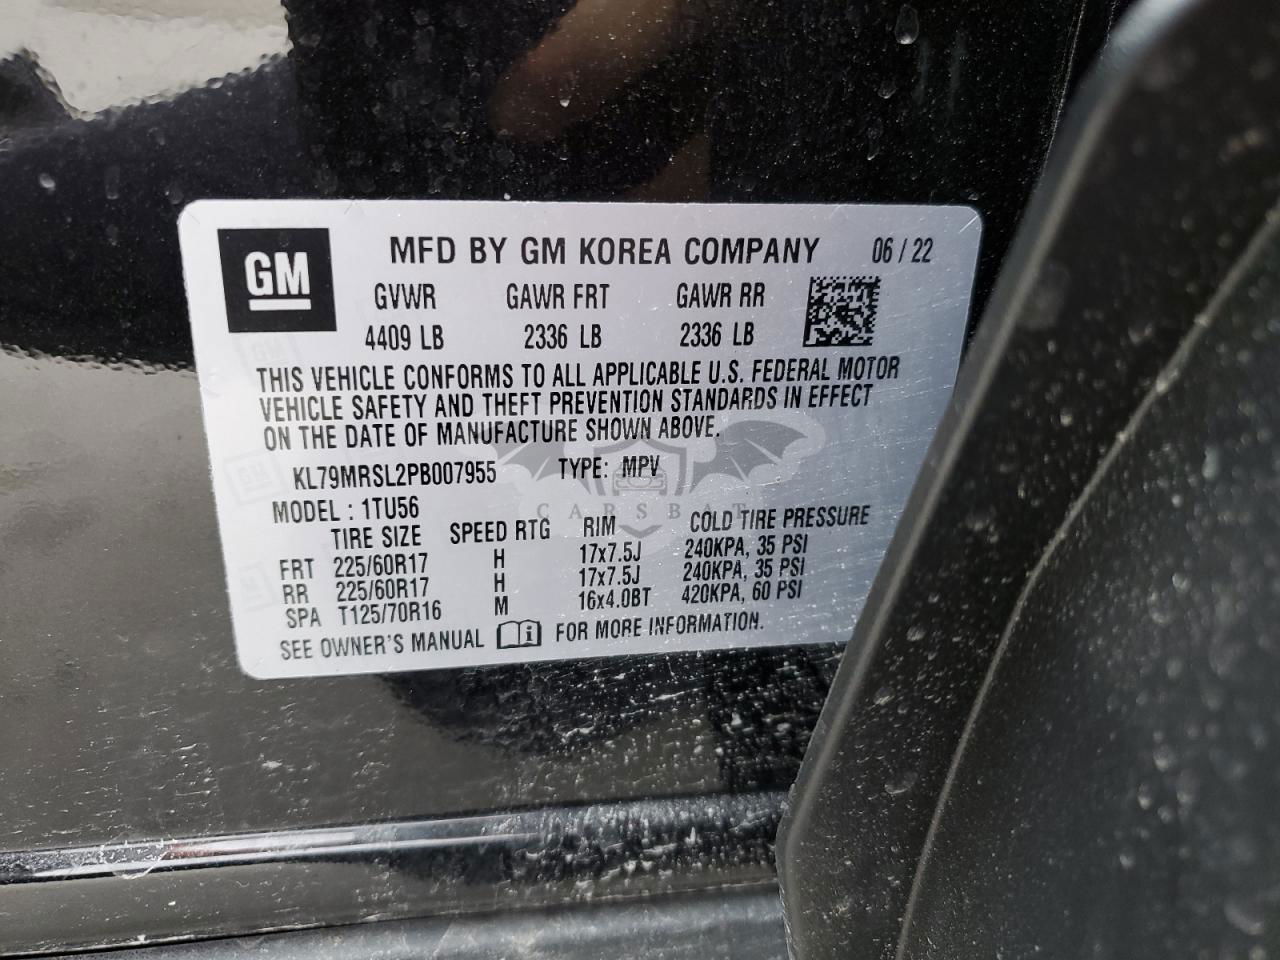 GM MFD BY GM KOREA COMPANY 06 / 22
GVWR GAWR FRT GAWR RR
4409 LB 2336 LB 2336 LB
THIS VEHICLE CONFORMS TO ALL APPLICABLE U.S. FEDERAL MOTOR
VEHICLE SAFETY AND THEFT PREVENTION STANDARDS IN EFFECT
ON THE DATE OF MANUFACTURE SHOWN ABOVE.
KL79MRSL2PB007955 TYPE: MPV
MODEL : 1TU56
CARSBAT
TIRE SIZE SPEED RTG RIM COLD TIRE PRESSURE
FRT 225/60R17 H 17x7.5J 240KPA, 35 PSI
RR 225/60R17 H 17x7.5J 240KPA, 35 PSI
SPA T125/70R16 M 16x4.0BT 420KPA, 60 PSI
SEE OWNER'S MANUAL FOR MORE INFORMATION.